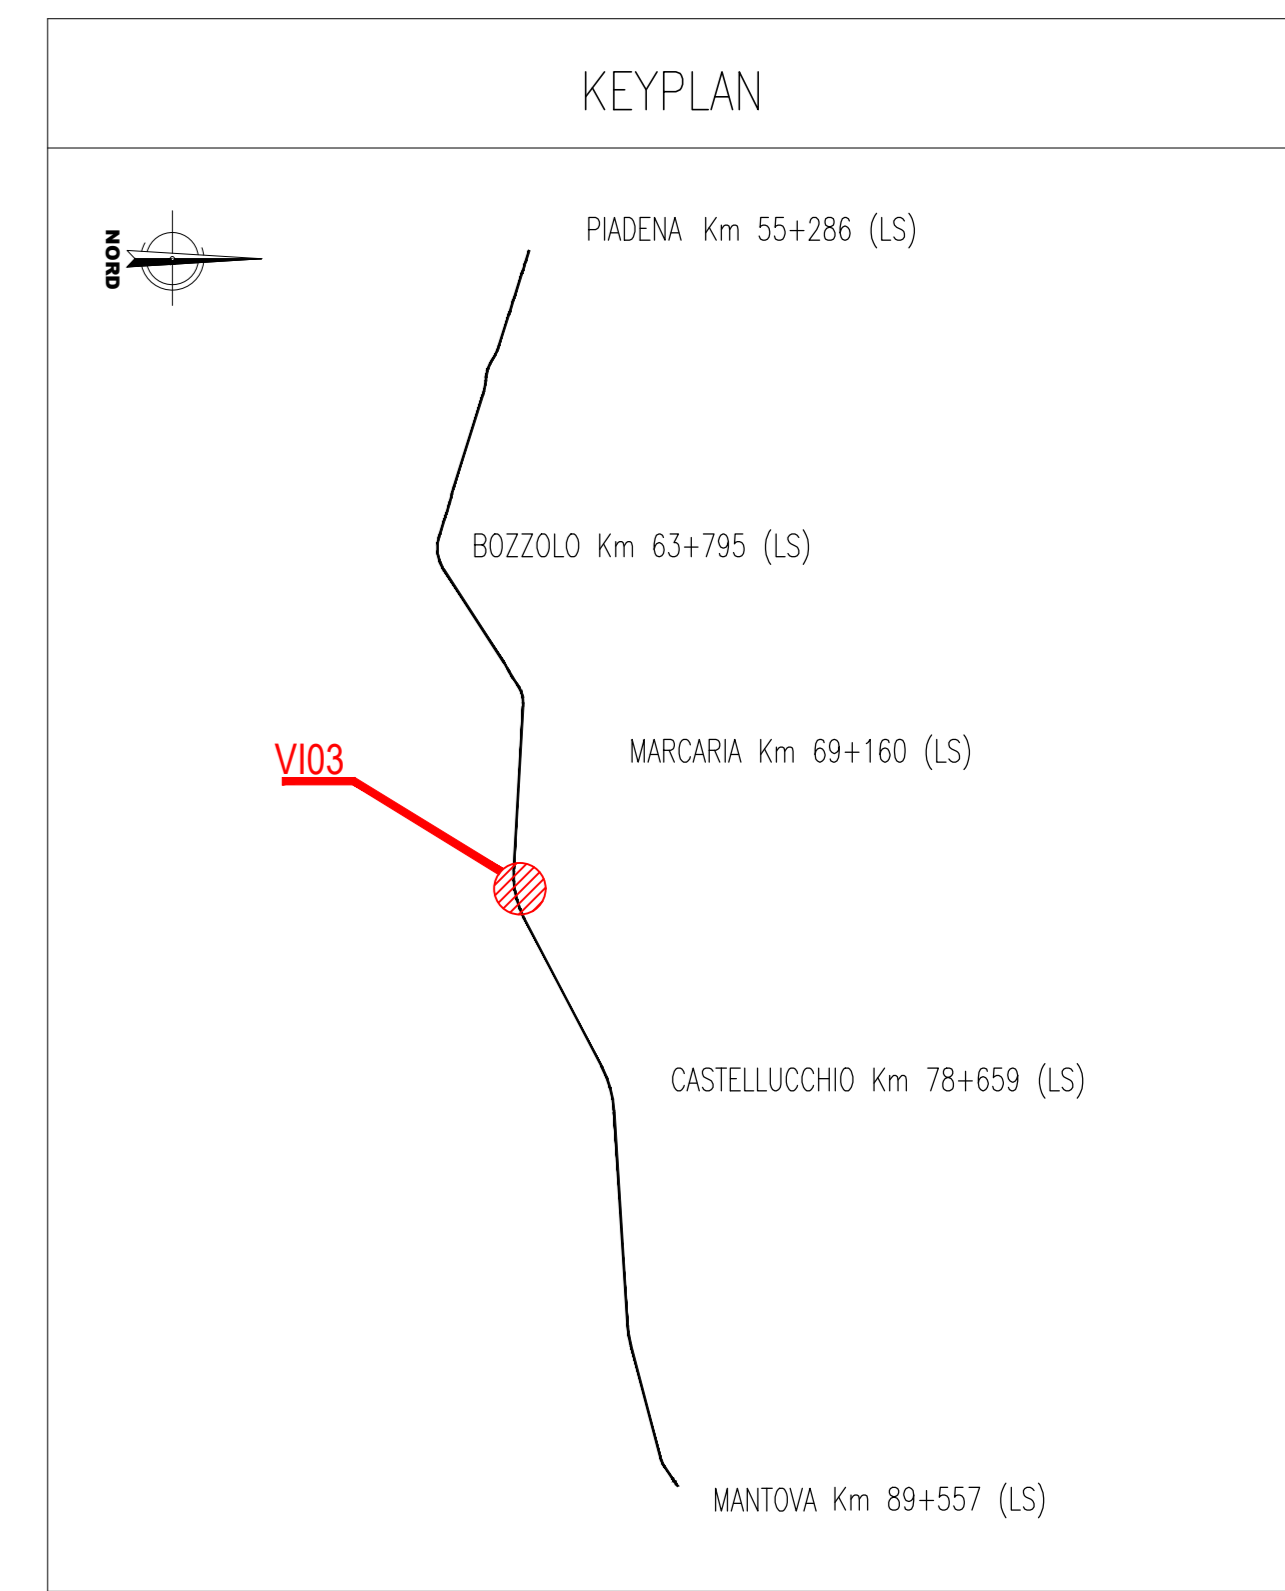 KEYPLAN
NORD
PIADENA Km 55+286 (LS)
BOZZOLO Km 63+795 (LS)
MARCARIA Km 69+160 (LS)
VI03
CASTELLUCCHIO Km 78+659 (LS)
MANTOVA Km 89+557 (LS)